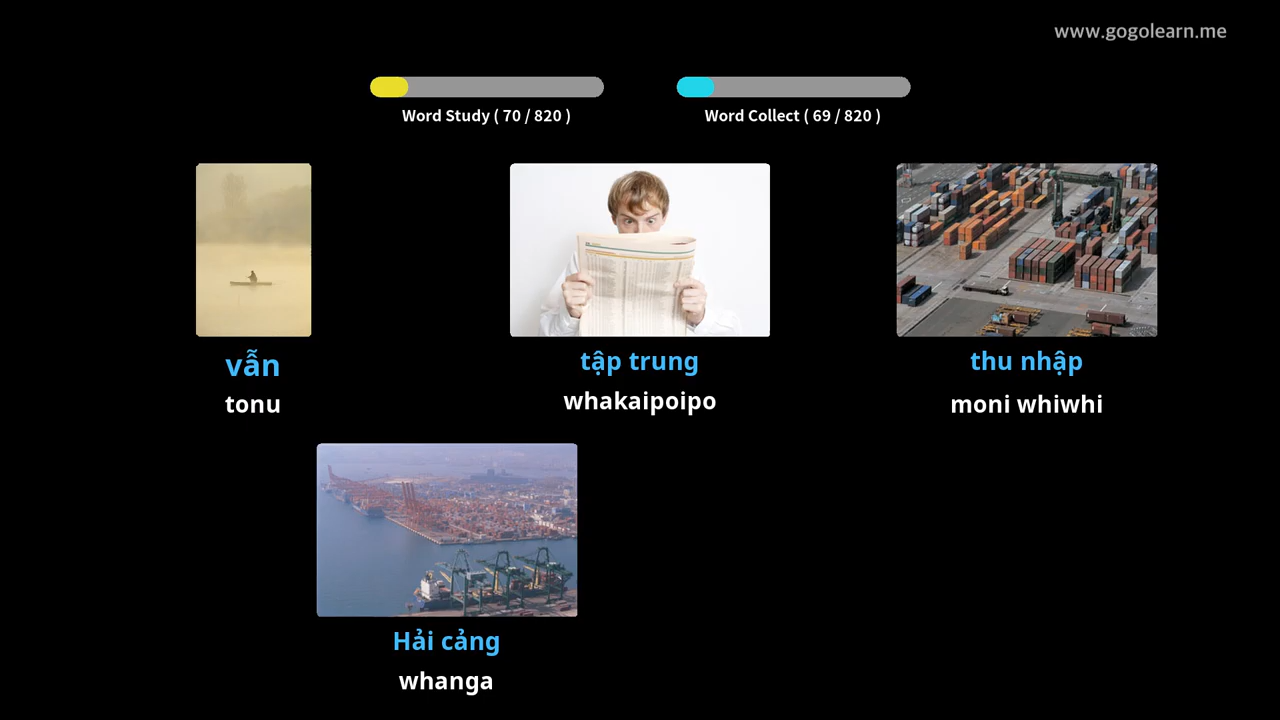 www.gogolearn.me
Word Study ( 70 / 820 )
Word Collect ( 69 / 820 )
vẫn
tonu
tập trung
whakaipoipo
thu nhập
moni whiwhi
Hải cảng
whanga